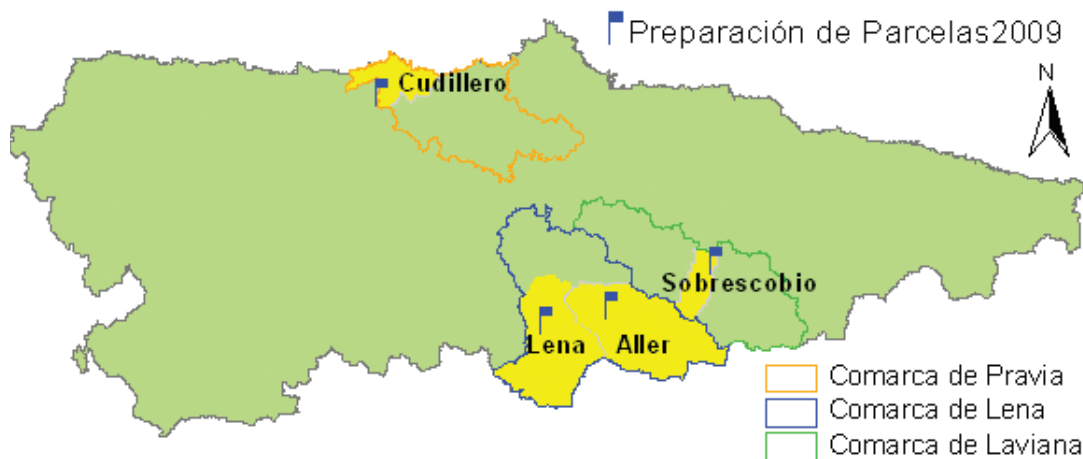 Preparación de Parcelas2009
Cudillero
N
Sobrescobio
Lena
Aller
Comarca de Pravia
Comarca de Lena
Comarca de Laviana